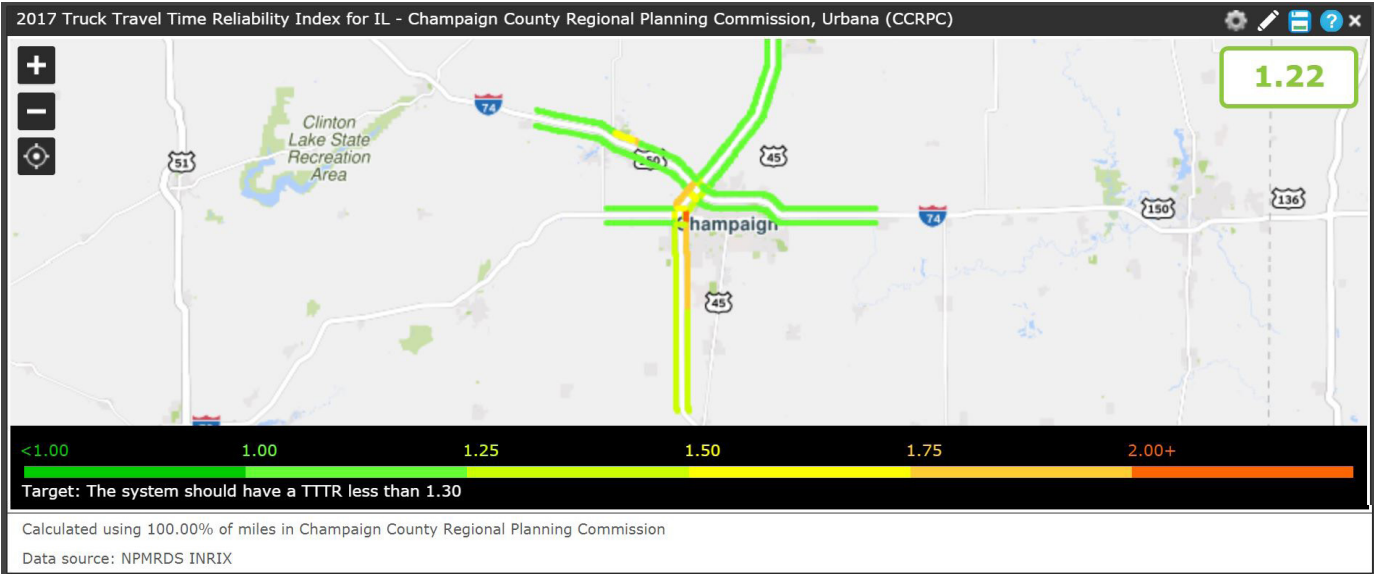 2017 Truck Travel Time Reliability Index for IL - Champaign County Regional Planning Commission, Urbana (CCRPC)
1.22
74
Clinton
Lake State
Recreation
Area
51
45
150
136
150
74
Champaign
45
<1.00 1.00 1.25 1.50 1.75 2.00+
Target: The system should have a TTTR less than 1.30
Calculated using 100.00% of miles in Champaign County Regional Planning Commission
Data source: NPMRDS INRIX